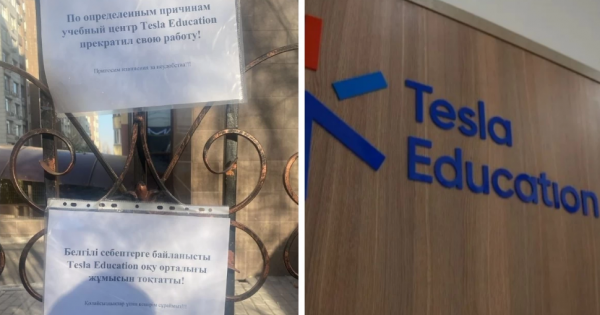 По определенным причинам
учебный центр Tesla Education
прекратил свою работу!
Белгілі себептерге байланысты
Tesla Education оқу орталығы
жұмысын тоқтатты!
Tesla
Education